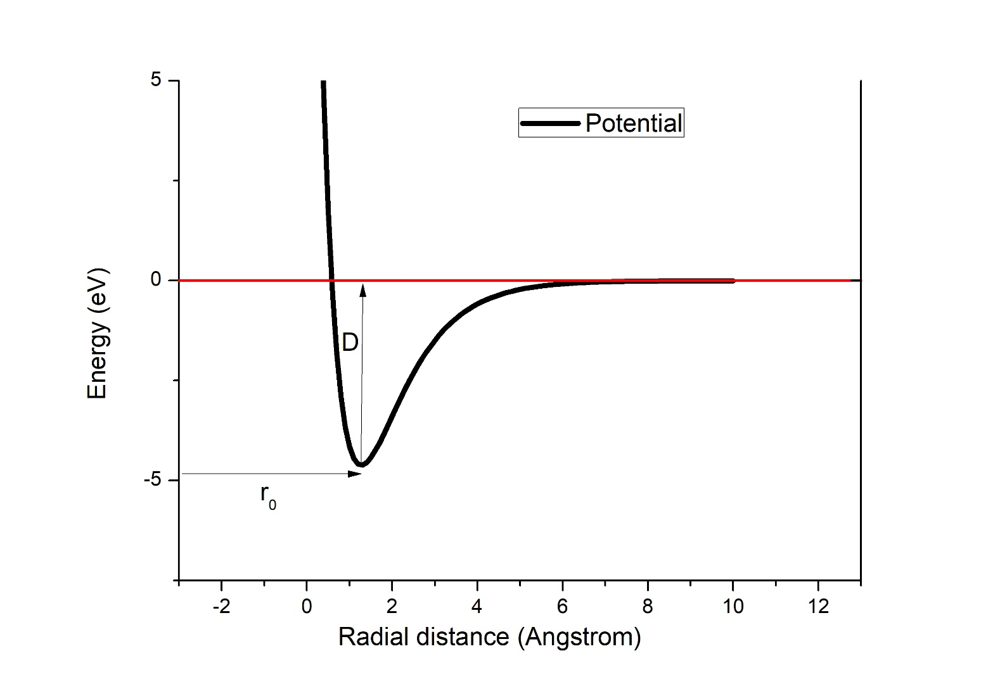 5
Potential
0
Energy (eV)
D
-5
r0
-2 0 2 4 6 8 10 12
Radial distance (Angstrom)